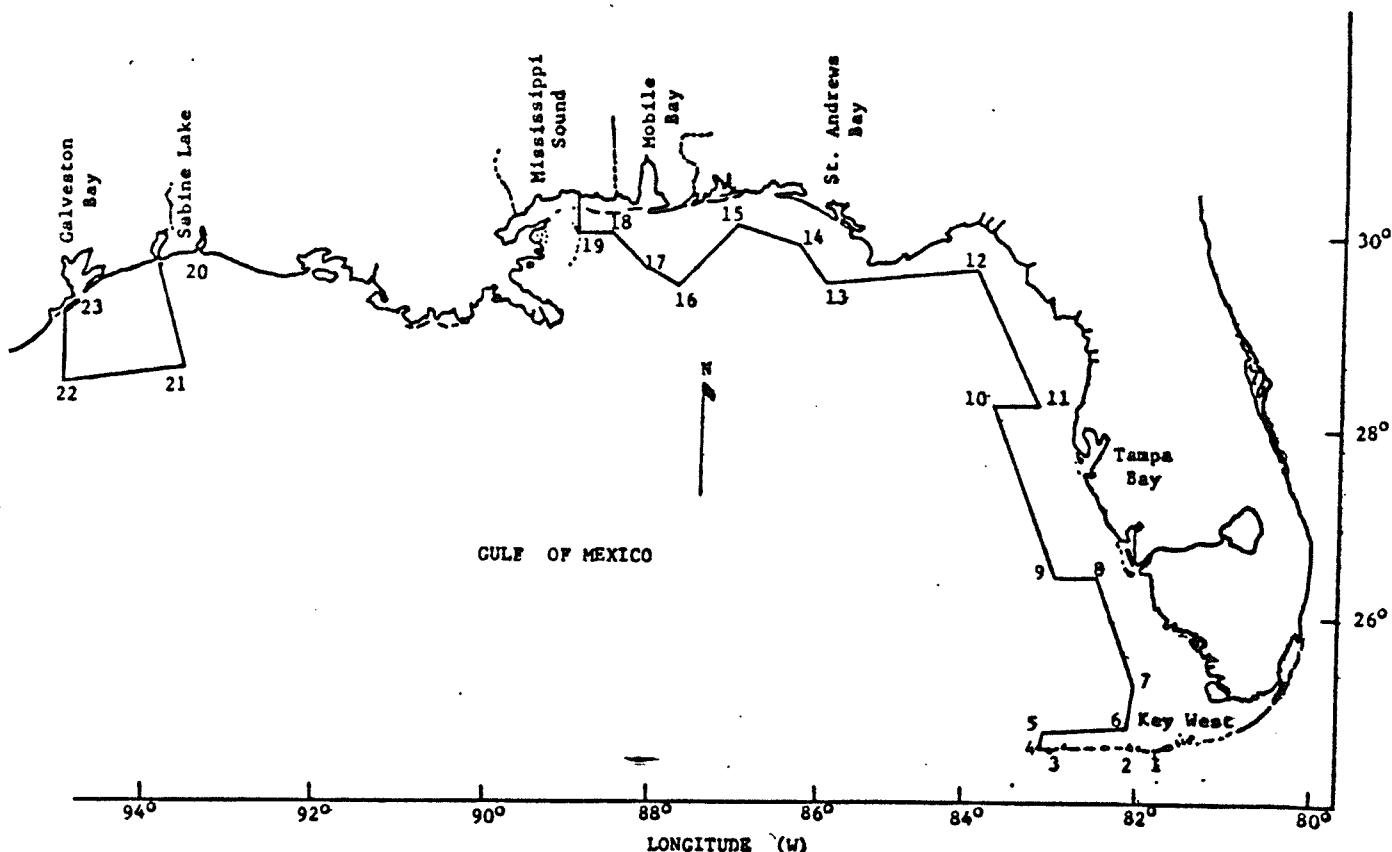 Galveston
Bay
Sabine Lake
Mississippi
Sound
Mobile
Bay
St. Andrews
Bay
23
20
22
21
19
18
17
16
15
14
13
12
10
11
N
Tampa
Bay
GULF OF MEXICO
9
8
7
6
5
4
3
2
1
Key West
30°
28°
26°
94°
92°
90°
88°
86°
84°
82°
80°
LONGITUDE (W)